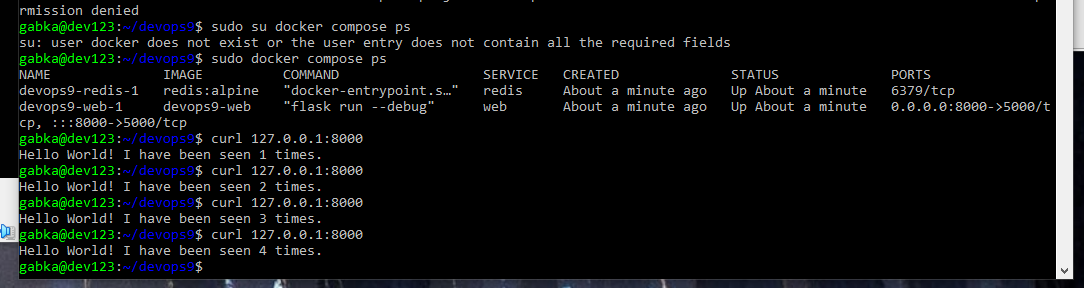 rmission denied
gabka@dev123:~/devops9$ sudo su docker compose ps
su: user docker does not exist or the user entry does not contain all the required fields
gabka@dev123:~/devops9$ sudo docker compose ps
NAME              IMAGE         COMMAND                  SERVICE   CREATED              STATUS              PORTS
devops9-redis-1   redis:alpine   "docker-entrypoint.s…"   redis     About a minute ago   Up About a minute   6379/tcp
devops9-web-1     devops9-web    "flask run --debug"      web       About a minute ago   Up About a minute   0.0.0.0:8000->5000/t
cp, :::8000->5000/tcp
gabka@dev123:~/devops9$ curl 127.0.0.1:8000
Hello World! I have been seen 1 times.
gabka@dev123:~/devops9$ curl 127.0.0.1:8000
Hello World! I have been seen 2 times.
gabka@dev123:~/devops9$ curl 127.0.0.1:8000
Hello World! I have been seen 3 times.
gabka@dev123:~/devops9$ curl 127.0.0.1:8000
Hello World! I have been seen 4 times.
gabka@dev123:~/devops9$